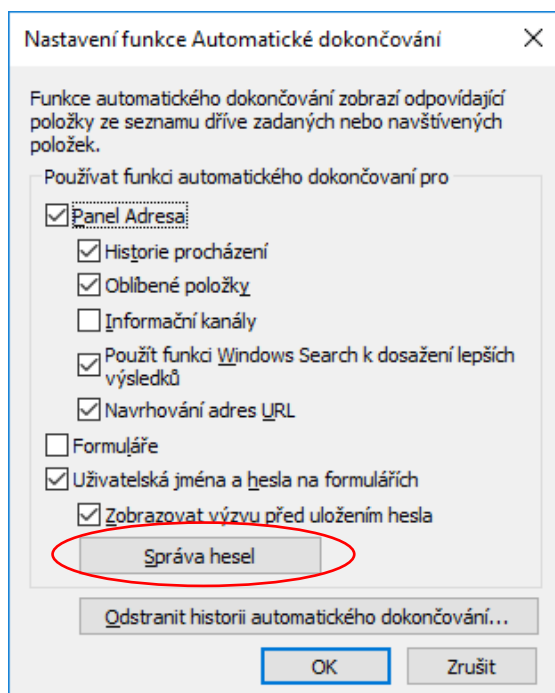 Nastavení funkce Automatické dokončování
Funkce automatického dokončování zobrazí odpovídající
položky ze seznamu dříve zadaných nebo navštívených
položek.
Používat funkci automatického dokončovaní pro
Panel Adresa
Historie procházení
Oblíbené položky
Informační kanály
Použít funkci Windows Search k dosažení lepších
výsledků
Navrhování adres URL
Formuláře
Uživatelská jména a hesla na formulářích
Zobrazovat výzvu před uložením hesla
Správa hesel
Odstranit historii automatického dokončování...
OK
Zrušit